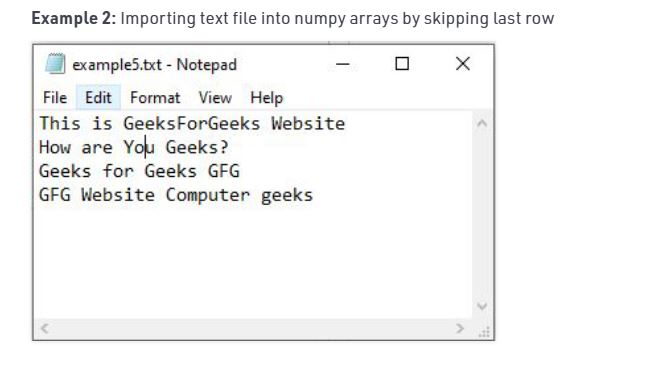 Example 2: Importing text file into numpy arrays by skipping last row
example5.txt - Notepad
File Edit Format View Help
This is GeeksForGeeks Website
How are You Geeks?
Geeks for Geeks GFG
GFG Website Computer geeks